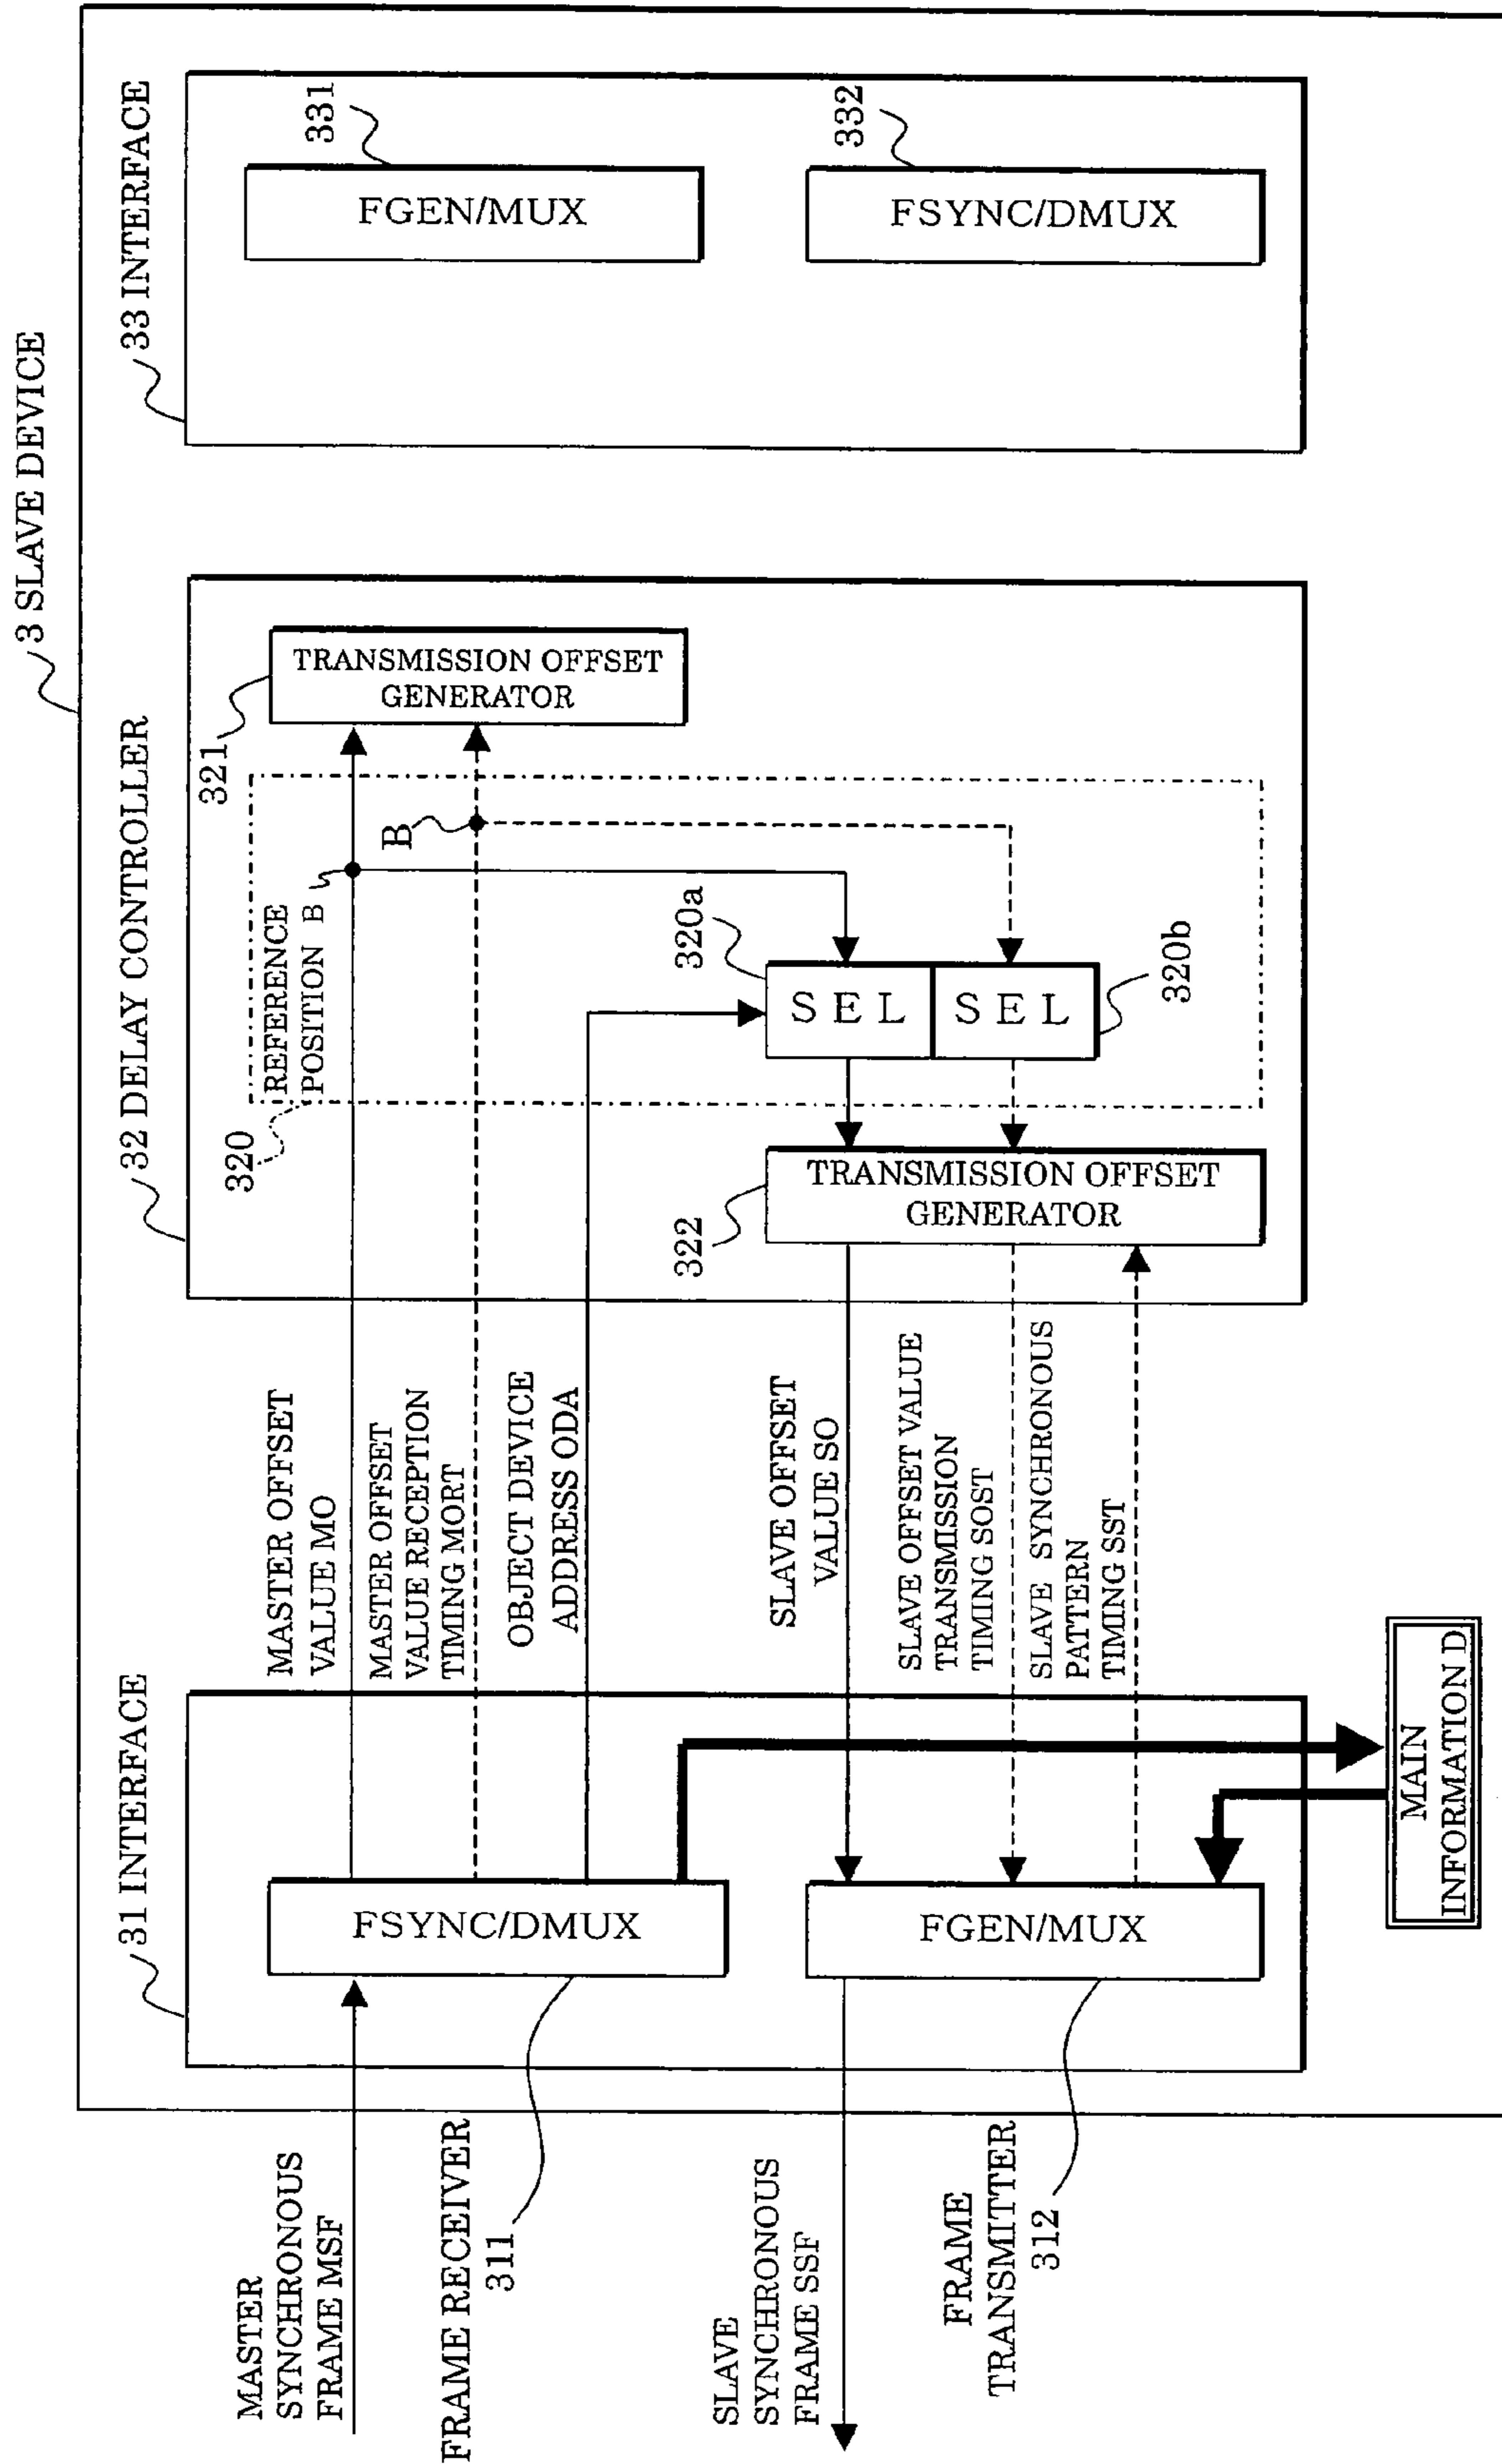 3 SLAVE DEVICE
31 INTERFACE
32 DELAY CONTROLLER
33 INTERFACE
MASTER
SYNCHRONOUS
FRAME MSF
FRAME RECEIVER
311
SLAVE
SYNCHRONOUS
FRAME SSF
FRAME
TRANSMITTER
312
FSYNC/DMUX
FGEN/MUX
MAIN
INFORMATION D
MASTER OFFSET
VALUE MO
MASTER OFFSET
VALUE RECEPTION
TIMING MORT
OBJECT DEVICE
ADDRESS ODA
SLAVE OFFSET
VALUE SO
SLAVE OFFSET VALUE
TRANSMISSION
TIMING SOST
SLAVE SYNCHRONOUS
PATTERN
TIMING SST
320
REFERENCE
POSITION B
B
321
TRANSMISSION OFFSET
GENERATOR
320a
SEL
SEL
320b
322
TRANSMISSION OFFSET
GENERATOR
331
FGEN/MUX
332
FSYNC/DMUX